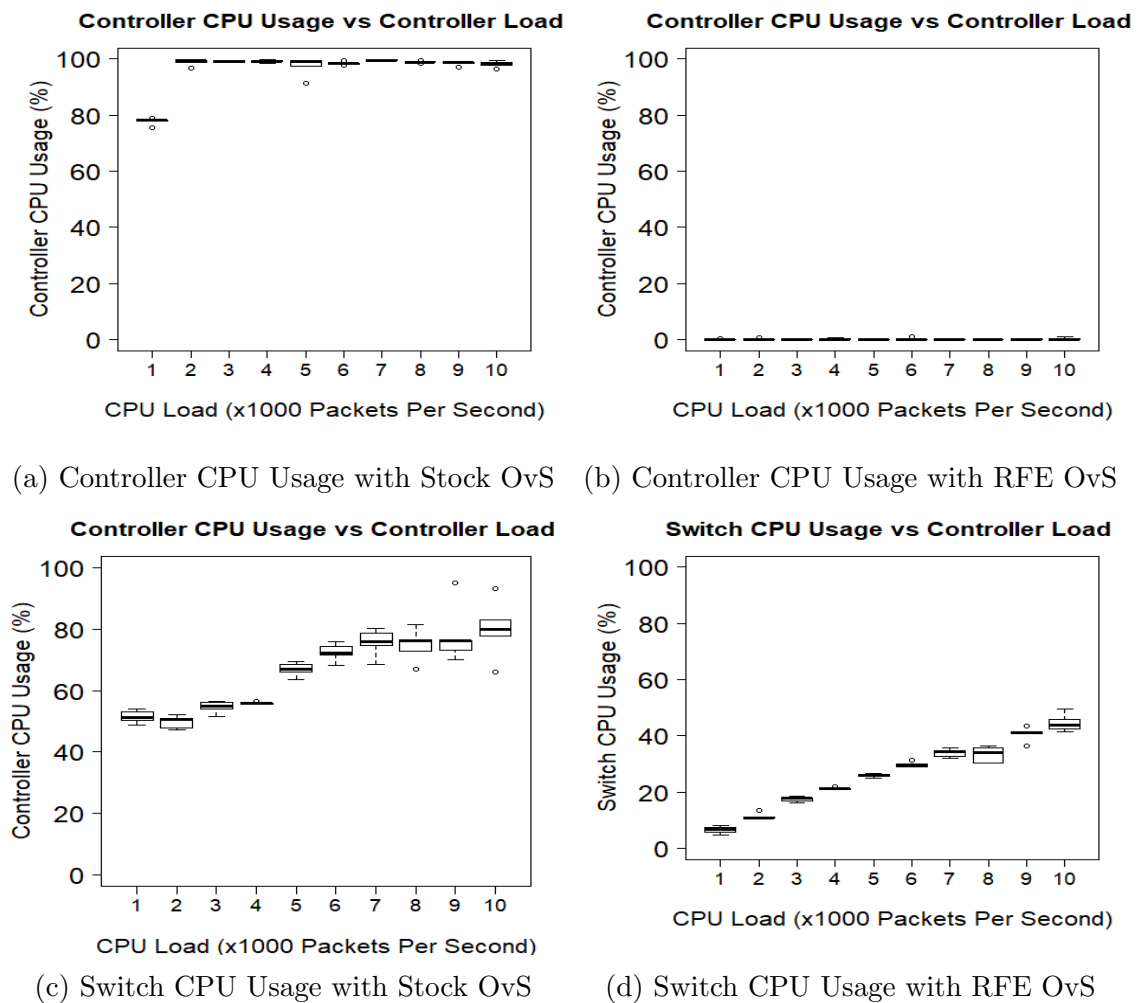 Controller CPU Usage vs Controller Load
Controller CPU Usage (%)
100
80
60
40
20
0
1 2 3 4 5 6 7 8 9 10
CPU Load (x1000 Packets Per Second)
(a) Controller CPU Usage with Stock OvS
Controller CPU Usage vs Controller Load
Controller CPU Usage (%)
100
80
60
40
20
0
1 2 3 4 5 6 7 8 9 10
CPU Load (x1000 Packets Per Second)
(b) Controller CPU Usage with RFE OvS
Controller CPU Usage vs Controller Load
Controller CPU Usage (%)
100
80
60
40
20
0
1 2 3 4 5 6 7 8 9 10
CPU Load (x1000 Packets Per Second)
(c) Switch CPU Usage with Stock OvS
Switch CPU Usage vs Controller Load
Switch CPU Usage (%)
100
80
60
40
20
0
1 2 3 4 5 6 7 8 9 10
CPU Load (x1000 Packets Per Second)
(d) Switch CPU Usage with RFE OvS